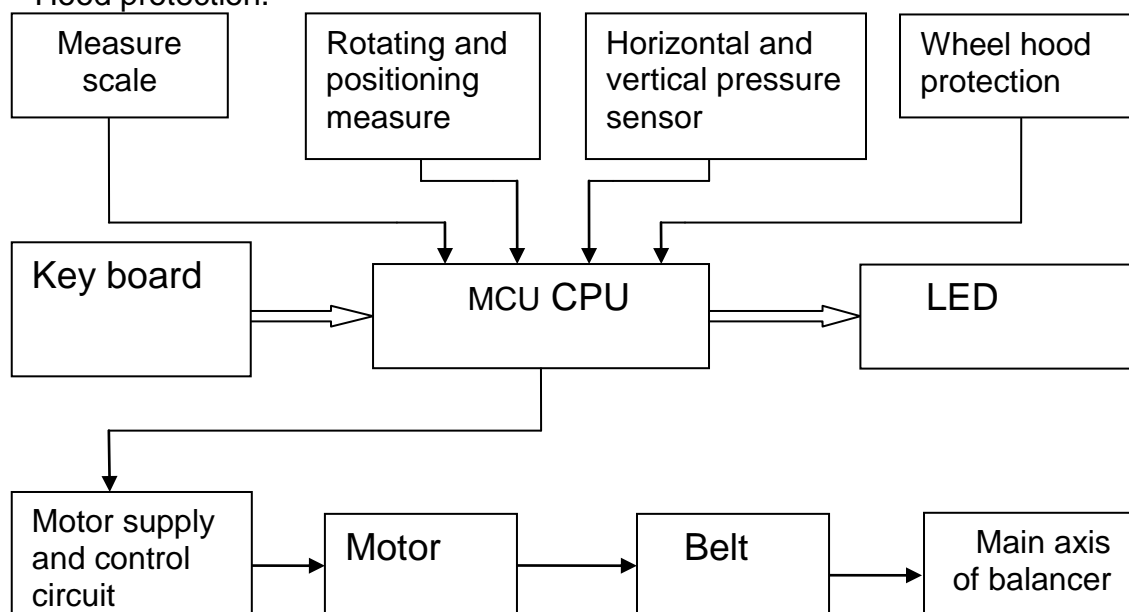 Hood protection.
Measure
scale
Rotating and
positioning
measure
Horizontal and
vertical pressure
sensor
Wheel hood
protection
Key board
MCU CPU
LED
Motor supply
and control
circuit
Motor
Belt
Main axis
of balancer